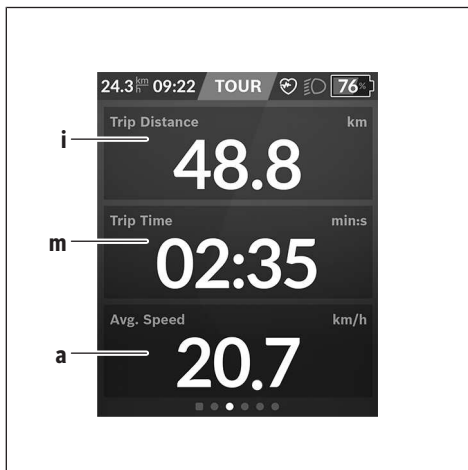 24.3 km/h 09:22 TOUR 76%
Trip Distance km
i
48.8
Trip Time min:s
m
02:35
Avg. Speed km/h
a
20.7